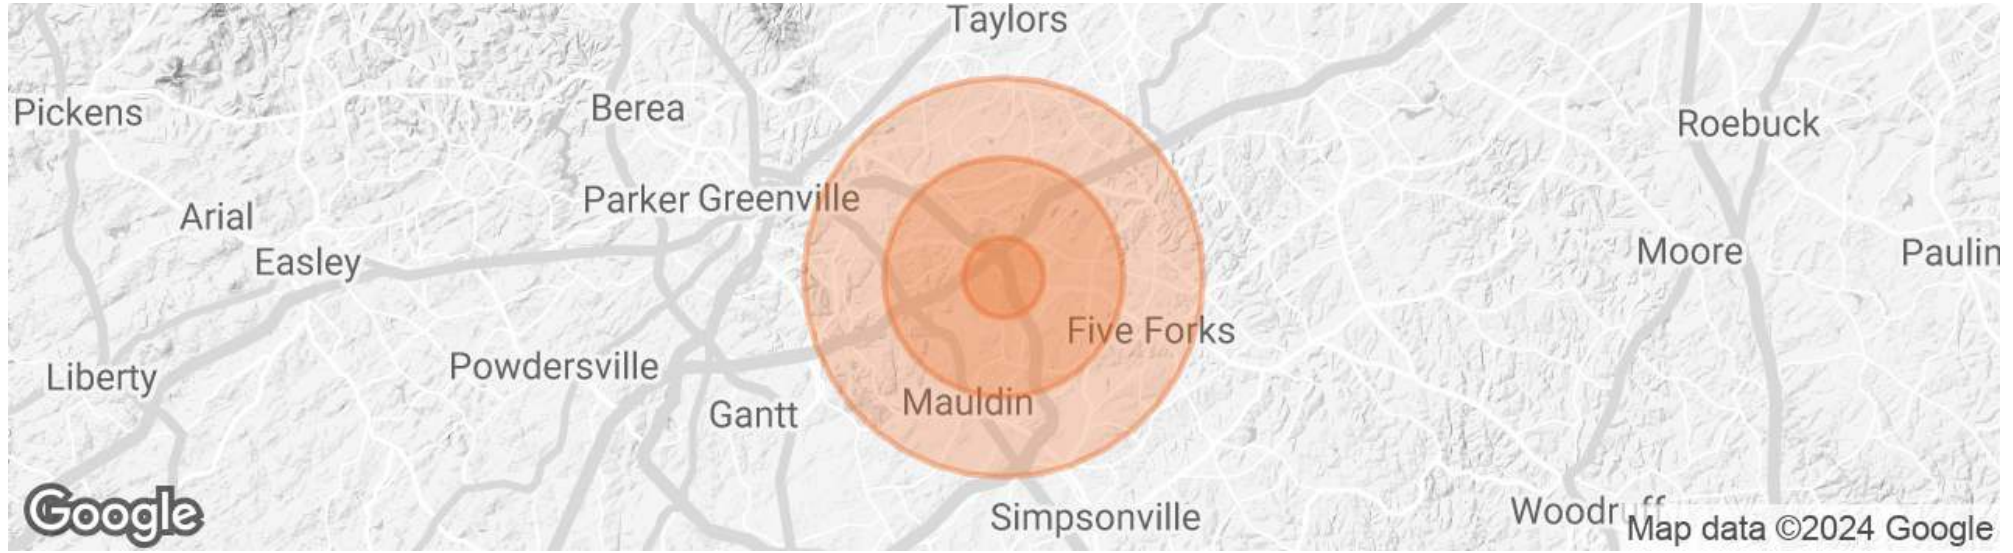 Taylors
Pickens
Berea
Roebuck
Parker
Greenville
Arial
Easley
Moore
Five Forks
Powdersville
Liberty
Mauldin
Gantt
Google
Simpsonville
Map data ©2024 Google